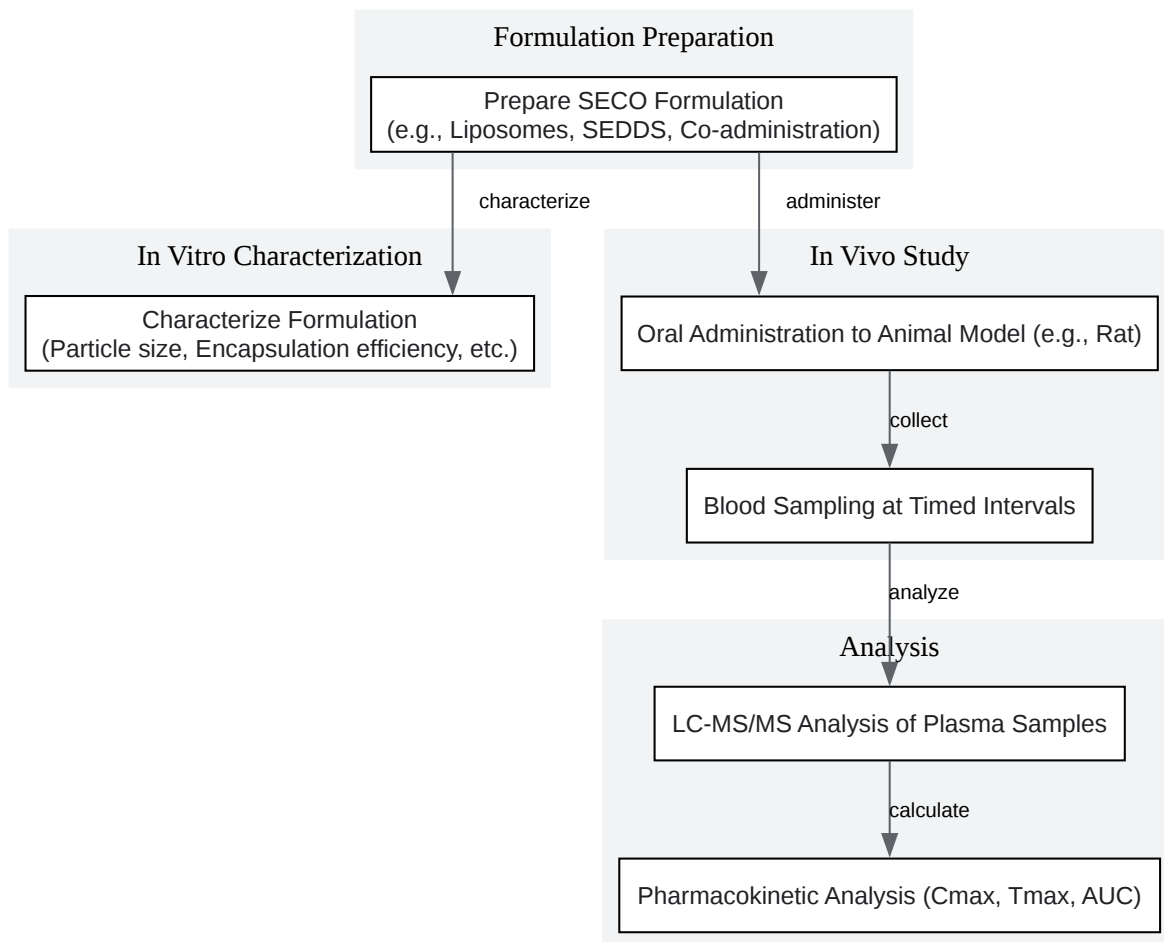 Formulation Preparation
Prepare SECO Formulation
(e.g., Liposomes, SEDDS, Co-administration)
characterize
administer
In Vitro Characterization
Characterize Formulation
(Particle size, Encapsulation efficiency, etc.)
In Vivo Study
Oral Administration to Animal Model (e.g., Rat)
collect
Blood Sampling at Timed Intervals
analyze
Analysis
LC-MS/MS Analysis of Plasma Samples
calculate
Pharmacokinetic Analysis (Cmax, Tmax, AUC)